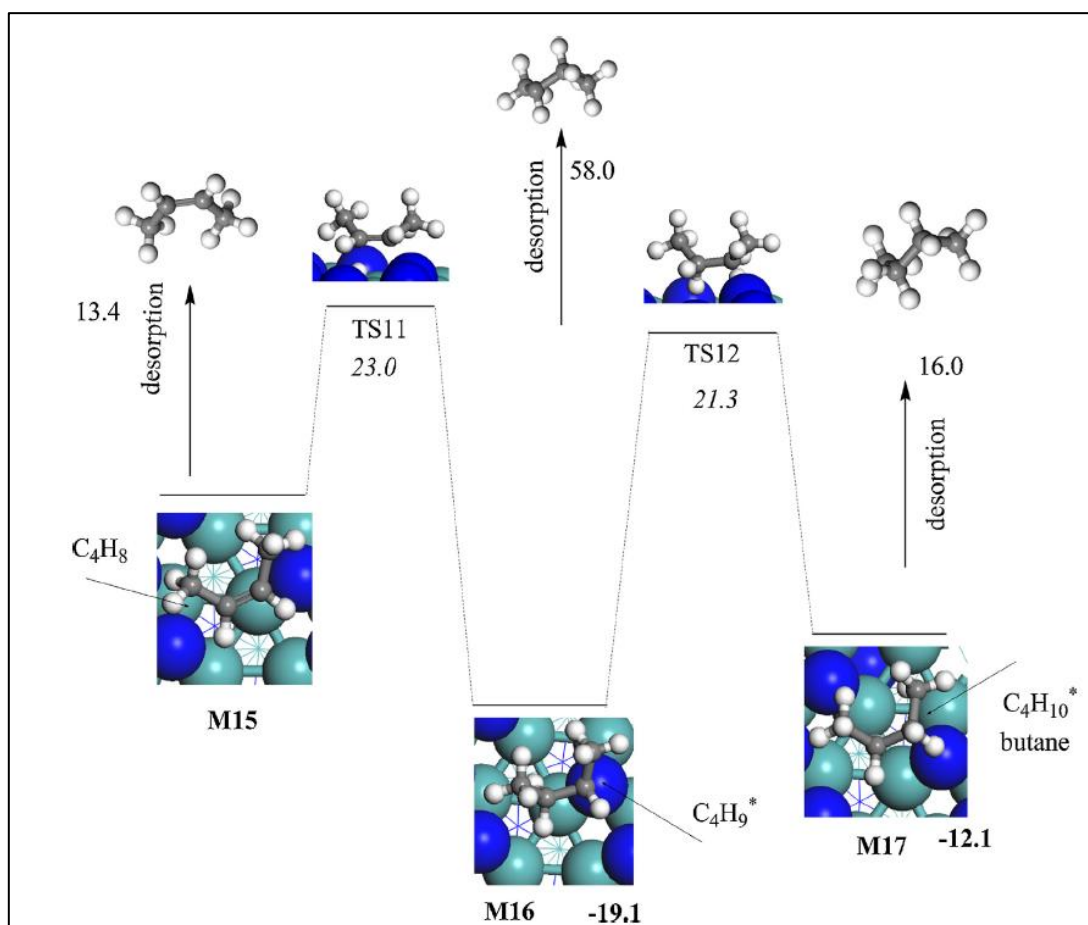 desorption
58.0
13.4
desorption
TS11
23.0
TS12
21.3
16.0
desorption
C₄H₈
M15
C₄H₉*
M16 -19.1
C₄H₁₀*
butane
M17 -12.1